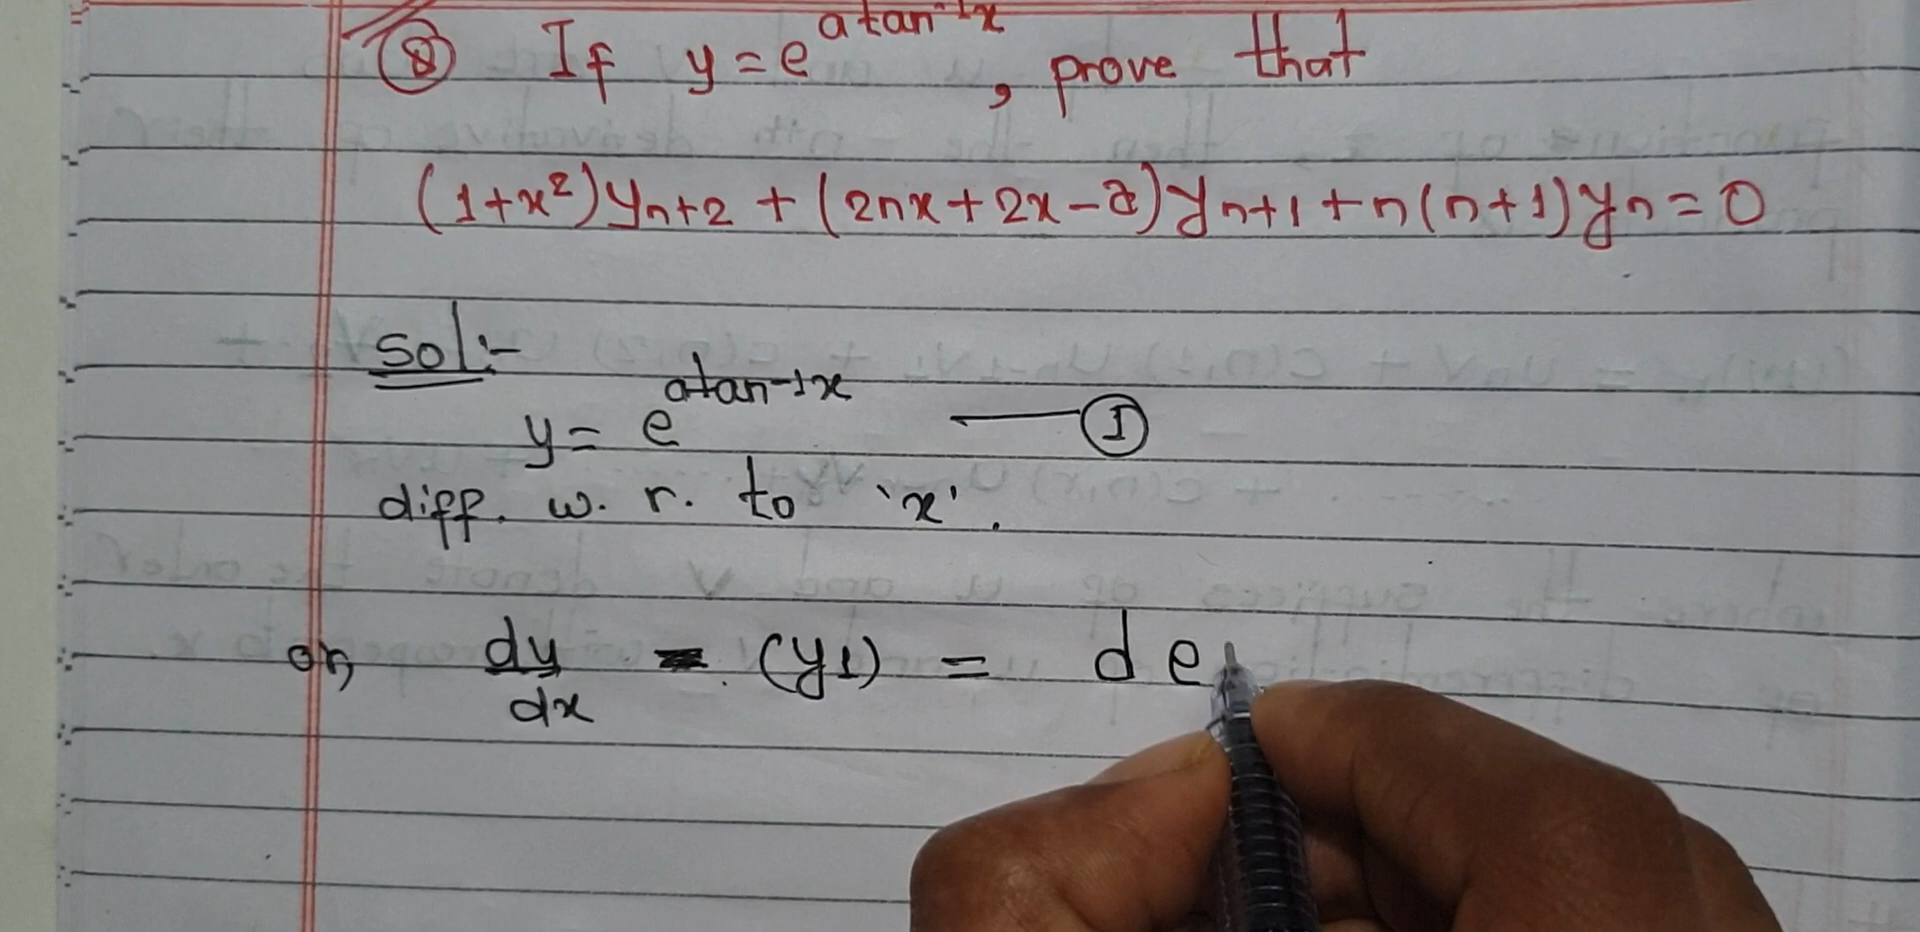 ⑧ If y = e^{a tan⁻¹x}, prove that
(1+x²)yₙ₊₂ + (2nx + 2x - a)yₙ₊₁ + n(n+1)yₙ = 0
Sol:-
y = e^{a tan⁻¹x} —— ①
diff. w. r. to 'x'.
or, dy/dx = (y₁) = d e